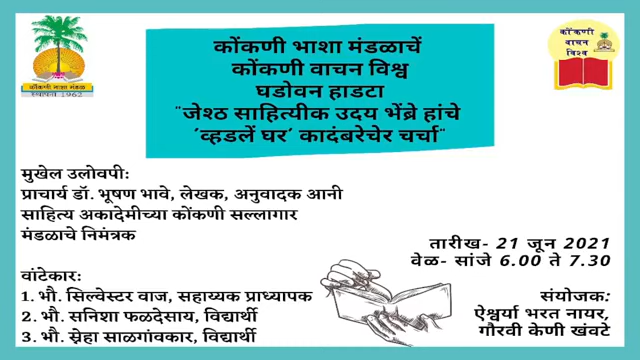 कोंकणी भाशा मंडळ
स्थापना 1962
कोंकणी भाशा मंडळाचें
कोंकणी वाचन विश्व
घडोवन हाडटा
"जेश्ठ साहित्यीक उदय भेंब्रे हांचे
´व्हडलें घर´ कादंबरेचेर चर्चा"
कोंकणी
वाचन
विश्व
मुखेल उलोवपी:
प्राचार्य डॉ. भूषण भावे, लेखक, अनुवादक आनी
साहित्य अकादेमीच्या कोंकणी सल्लागार
मंडळाचे निमंत्रक
तारीख- 21 जून 2021
वेळ- सांजे 6.00 ते 7.30
वांटेकार:
1. भौ. सिल्वेस्टर वाज, सहाय्यक प्राध्यापक
2. भौ. सनिशा फळदेसाय, विद्यार्थी
3. भौ. स्नेहा साळगांवकार, विद्यार्थी
संयोजक:
ऐश्वर्या भरत नायर,
गौरवी केणी खंवटे